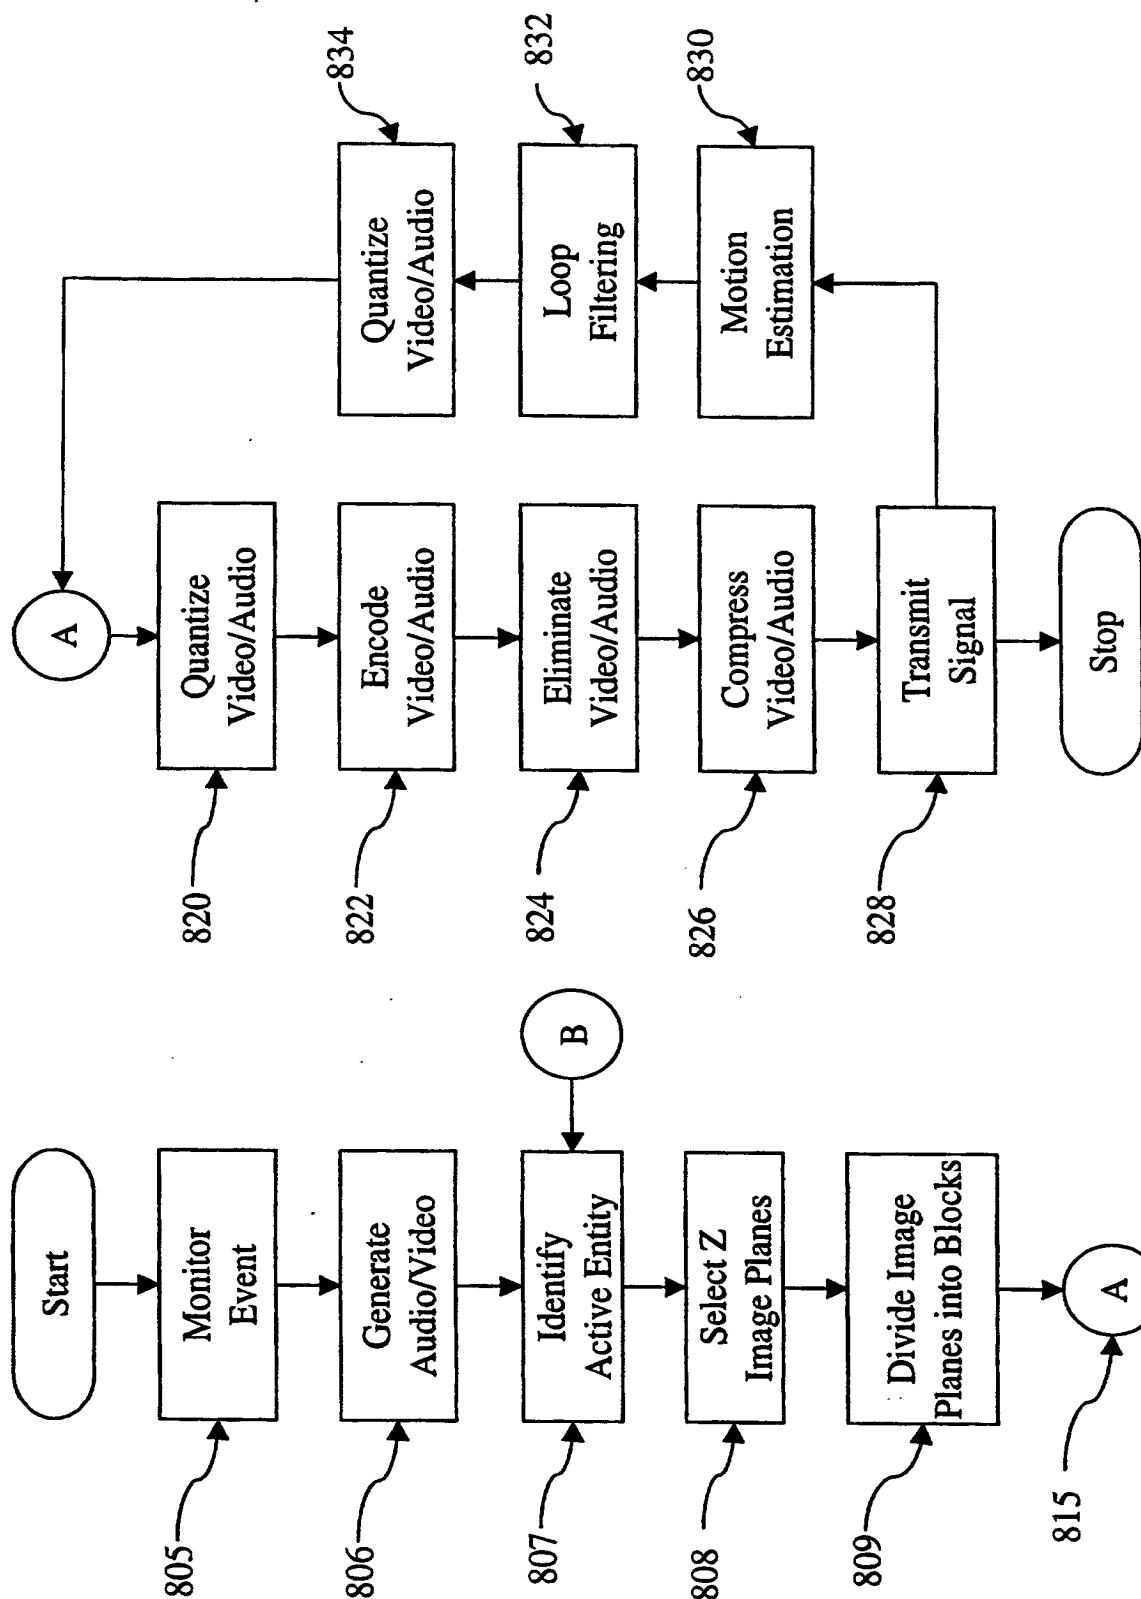 Start
Monitor
Event
805
Generate
Audio/Video
806
Identify
Active Entity
807
B
Select Z
Image Planes
808
Divide Image
Planes into Blocks
809
A
815
A
Quantize
Video/Audio
820
Encode
Video/Audio
822
Eliminate
Video/Audio
824
Compress
Video/Audio
826
Transmit
Signal
828
Stop
Quantize
Video/Audio
834
Loop
Filtering
832
Motion
Estimation
830